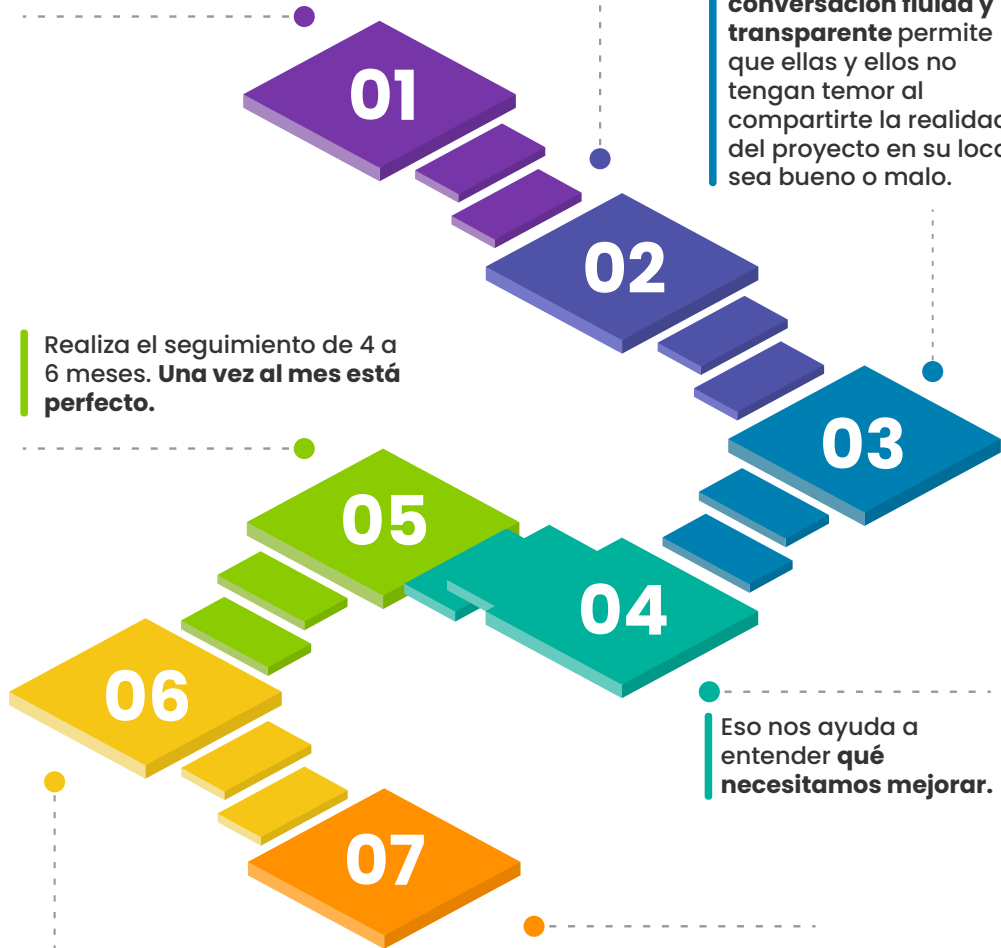 conversación fluida y
transparente permite
que ellas y ellos no
tengan temor al
compartirte la realidad
del proyecto en su loca
sea bueno o malo.
01
02
Realiza el seguimiento de 4 a
6 meses. Una vez al mes está
perfecto.
03
05
04
06
Eso nos ayuda a
entender qué
necesitamos mejorar.
07